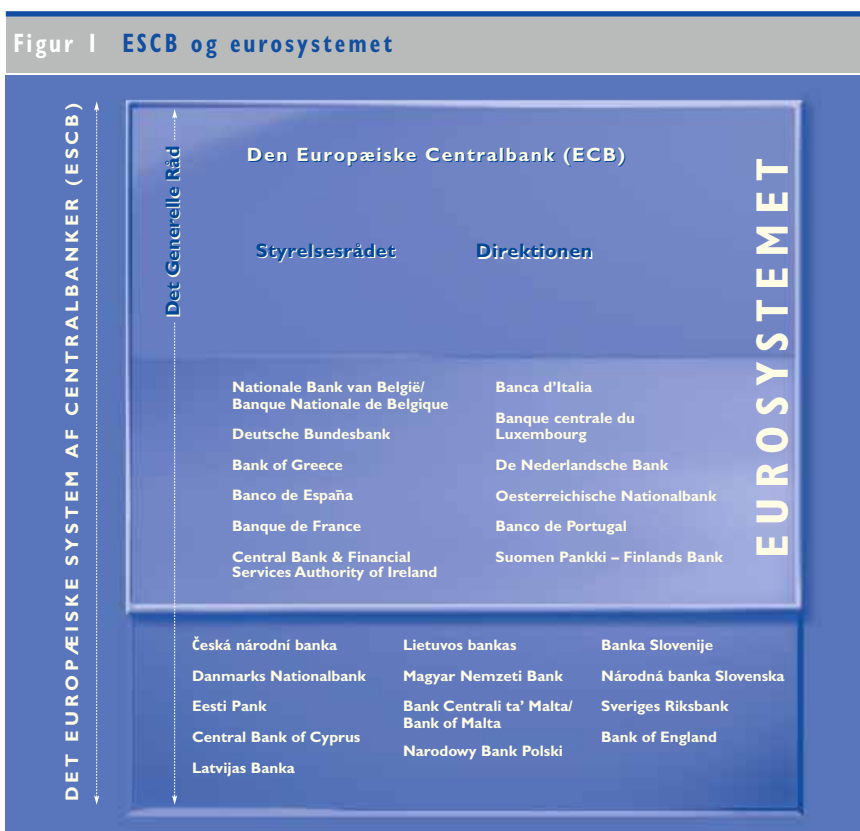 Figur 1 ESCB og eurosystemet
DET EUROPÆISKE SYSTEM AF CENTRALBANKER (ESCB)
Det Generelle Råd
Den Europæiske Centralbank (ECB)
Styrelsesrådet
Direktionen
EUROSYSTEMET
Nationale Bank van België/
Banque Nationale de Belgique
Deutsche Bundesbank
Bank of Greece
Banco de España
Banque de France
Central Bank & Financial
Services Authority of Ireland
Banca d'Italia
Banque centrale du
Luxembourg
De Nederlandsche Bank
Oesterreichische Nationalbank
Banco de Portugal
Suomen Pankki – Finlands Bank
Česká národní banka
Danmarks Nationalbank
Eesti Pank
Central Bank of Cyprus
Latvijas Banka
Lietuvos bankas
Magyar Nemzeti Bank
Bank Centrali ta' Malta/
Bank of Malta
Narodowy Bank Polski
Banka Slovenije
Národná banka Slovenska
Sveriges Riksbank
Bank of England